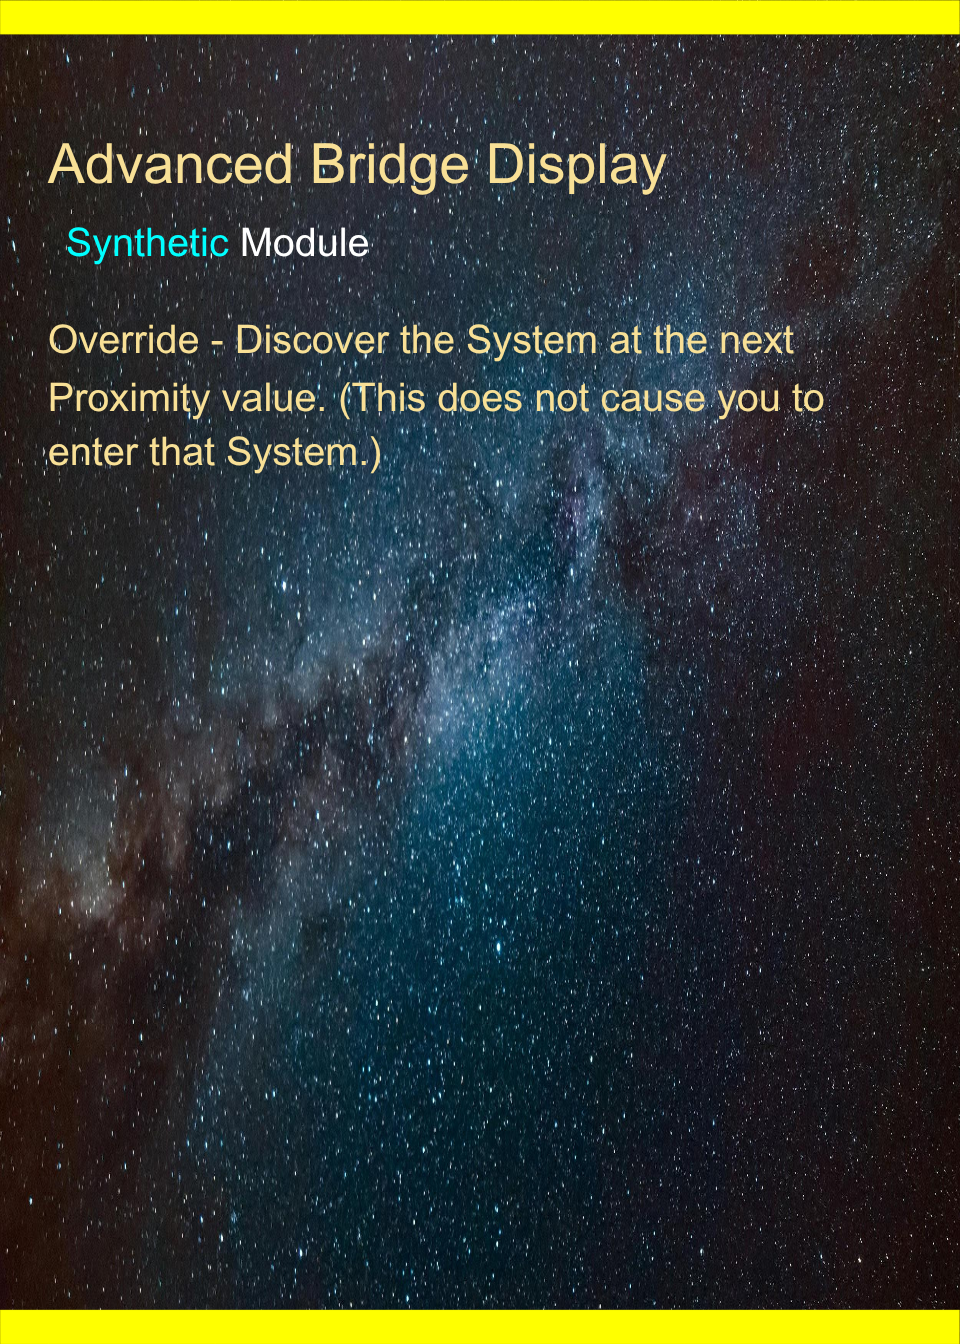 Advanced Bridge Display
Synthetic Module
Override - Discover the System at the next
Proximity value. (This does not cause you to
enter that System.)